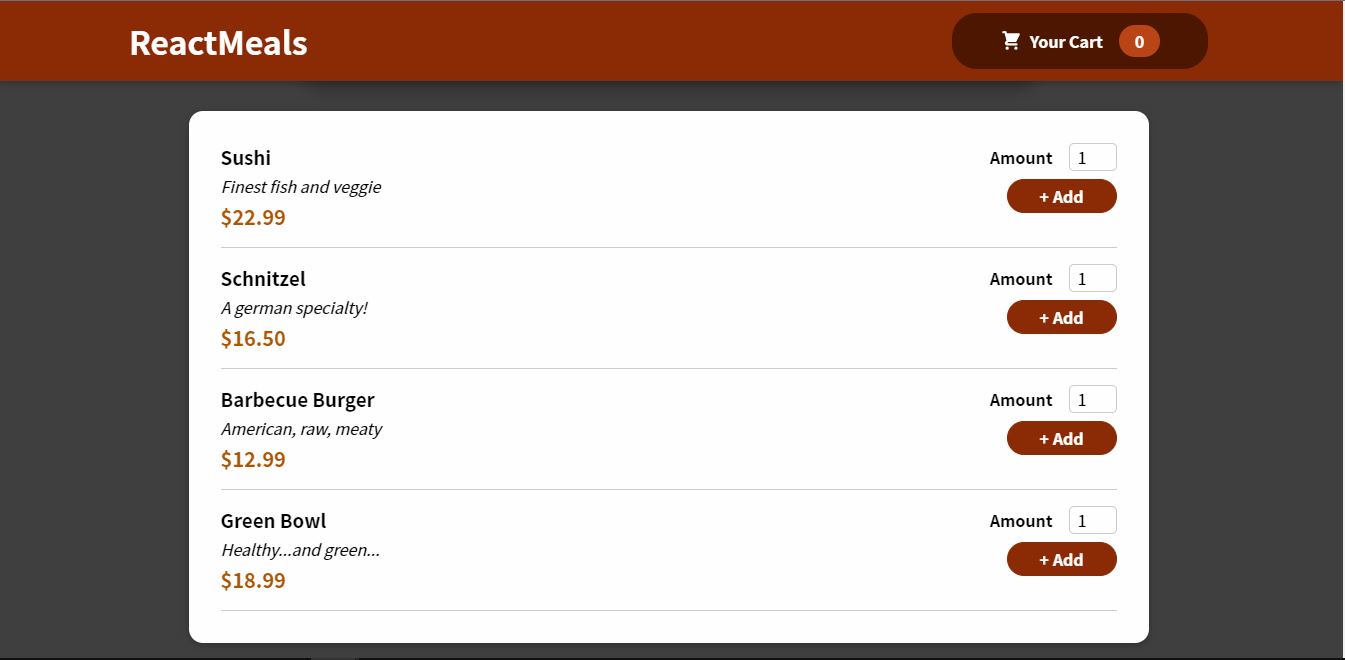 ReactMeals
Your Cart 0
Sushi
Finest fish and veggie
$22.99
Amount 1
+ Add
Schnitzel
A german specialty!
$16.50
Amount 1
+ Add
Barbecue Burger
American, raw, meaty
$12.99
Amount 1
+ Add
Green Bowl
Healthy...and green...
$18.99
Amount 1
+ Add